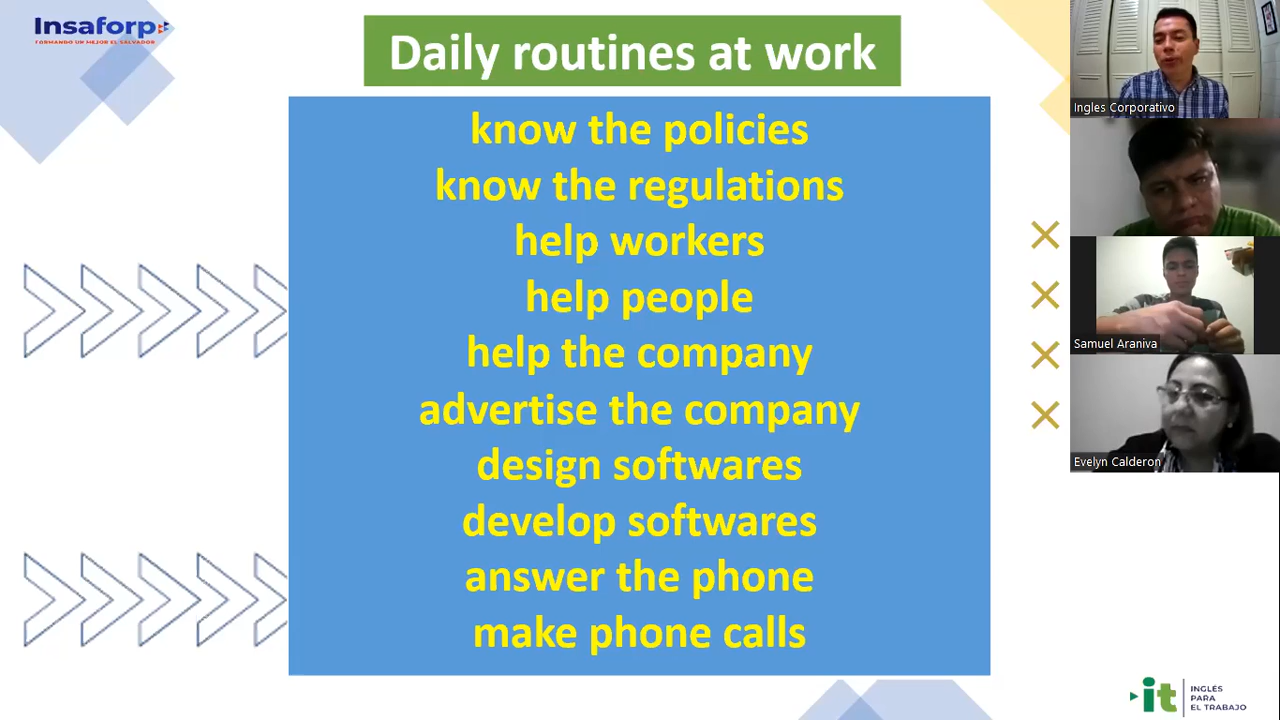 Insaforp
FORMANDO UN MEJOR EL SALVADOR
Daily routines at work
know the policies
know the regulations
help workers
help people
help the company
advertise the company
design softwares
develop softwares
answer the phone
make phone calls
Ingles Corporativo
Samuel Araniva
Evelyn Calderon
it
INGLÉS
PARA
EL TRABAJO